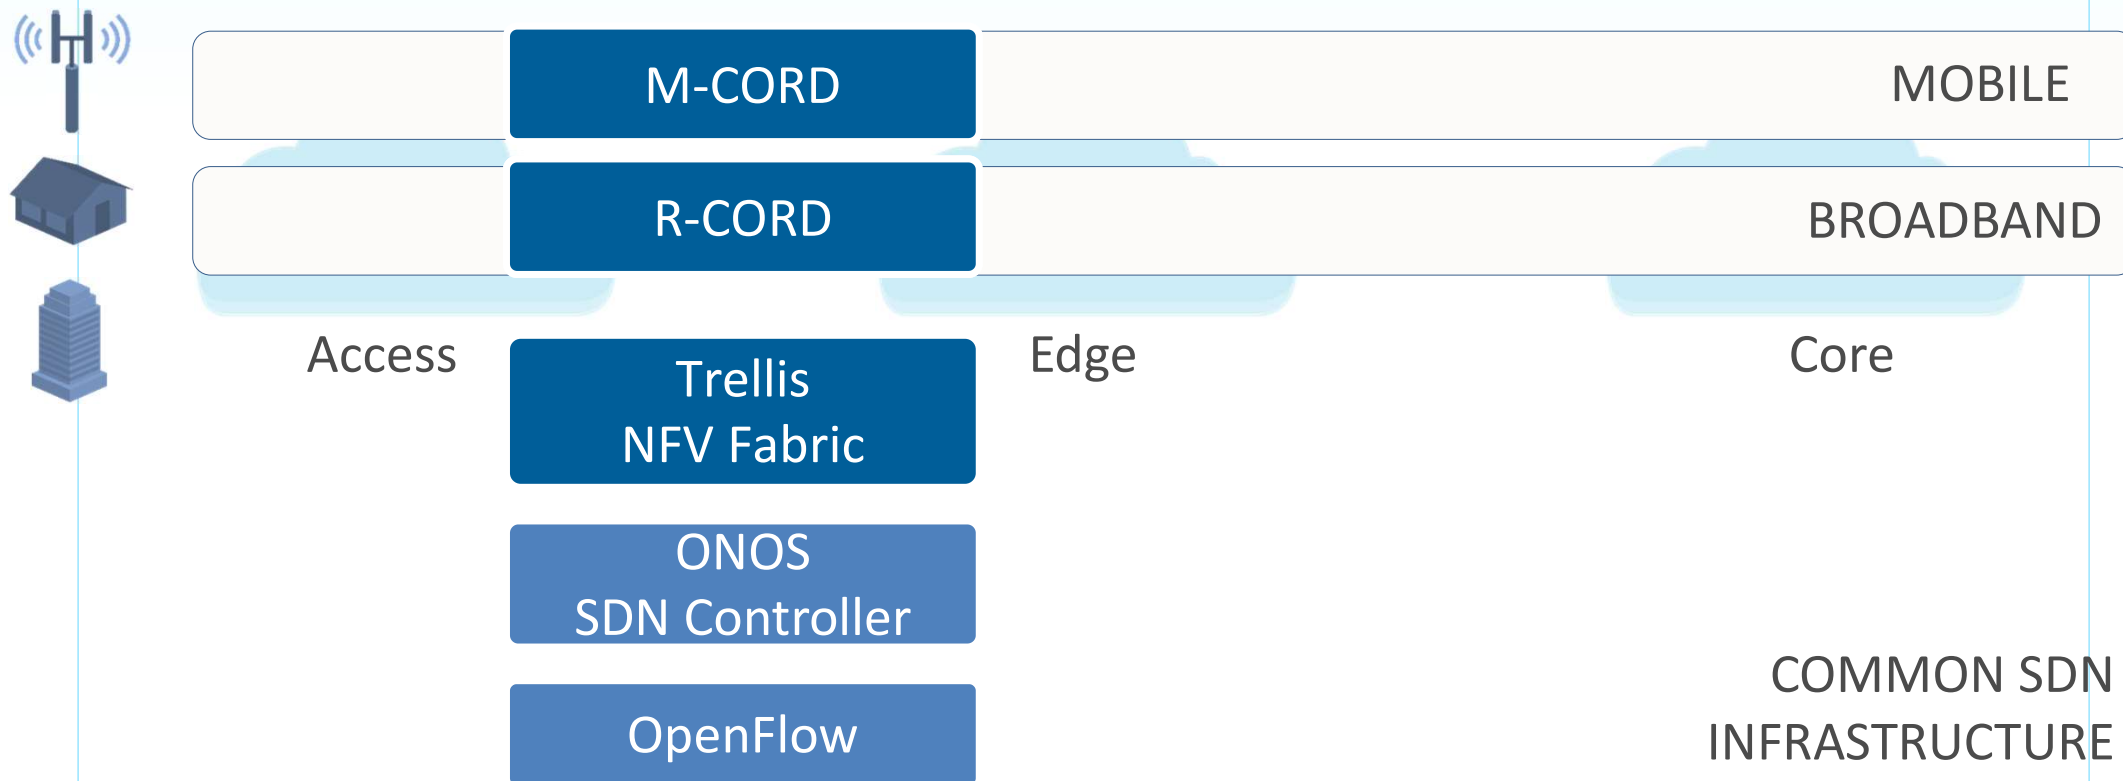 M-CORD
MOBILE
R-CORD
BROADBAND
Access
Edge
Core
Trellis
NFV Fabric
ONOS
SDN Controller
OpenFlow
COMMON SDN
INFRASTRUCTURE